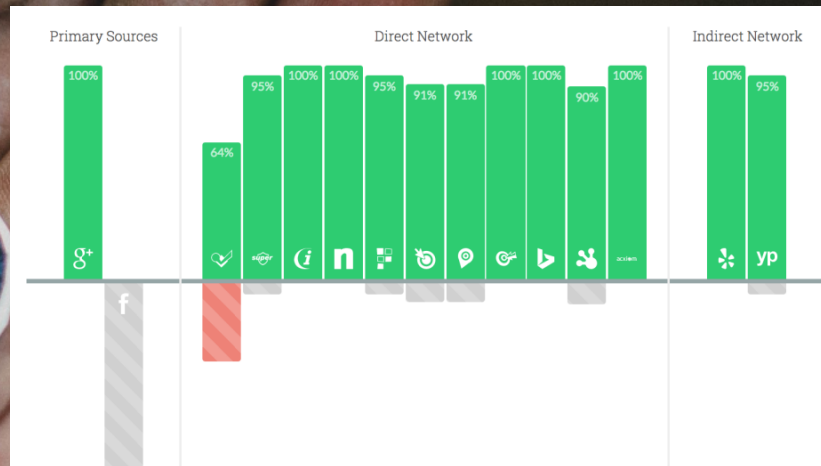 Primary Sources
Direct Network
Indirect Network
100%
64%
95%
100%
100%
95%
91%
91%
100%
100%
90%
100%
100%
95%
g+
f
super
i
n
acxiom
yp